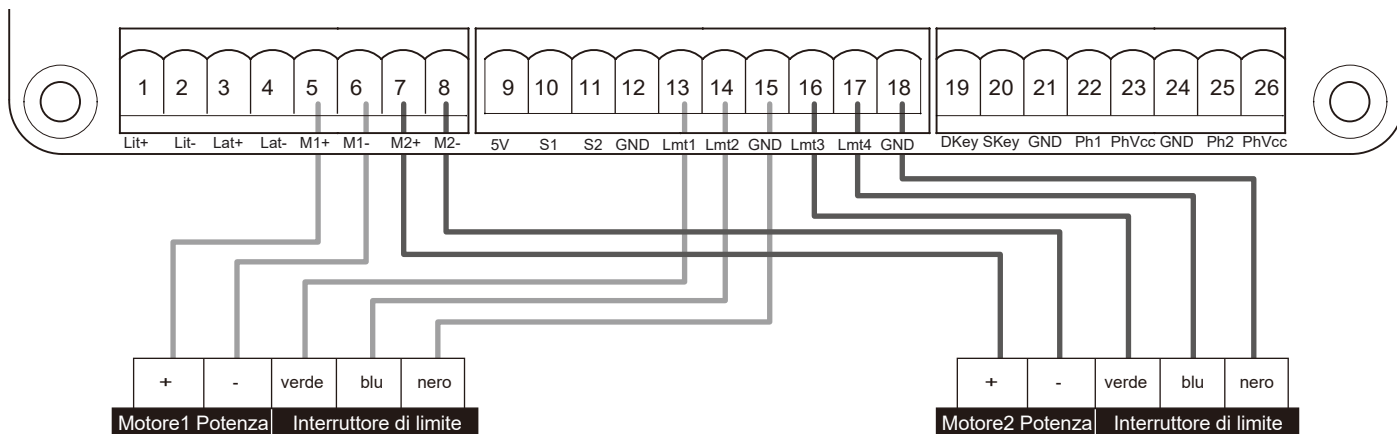 1 2 3 4 5 6 7 8 9 10 11 12 13 14 15 16 17 18 19 20 21 22 23 24 25 26
Lit+ Lit- Lat+ Lat- M1+ M1- M2+ M2- 5V S1 S2 GND Lmt1 Lmt2 GND Lmt3 Lmt4 GND DKey SKey GND Ph1 PhVcc GND Ph2 PhVcc
+ - verde blu nero + - verde blu nero
Motore1 Potenza Interruttore di limite Motore2 Potenza Interruttore di limite